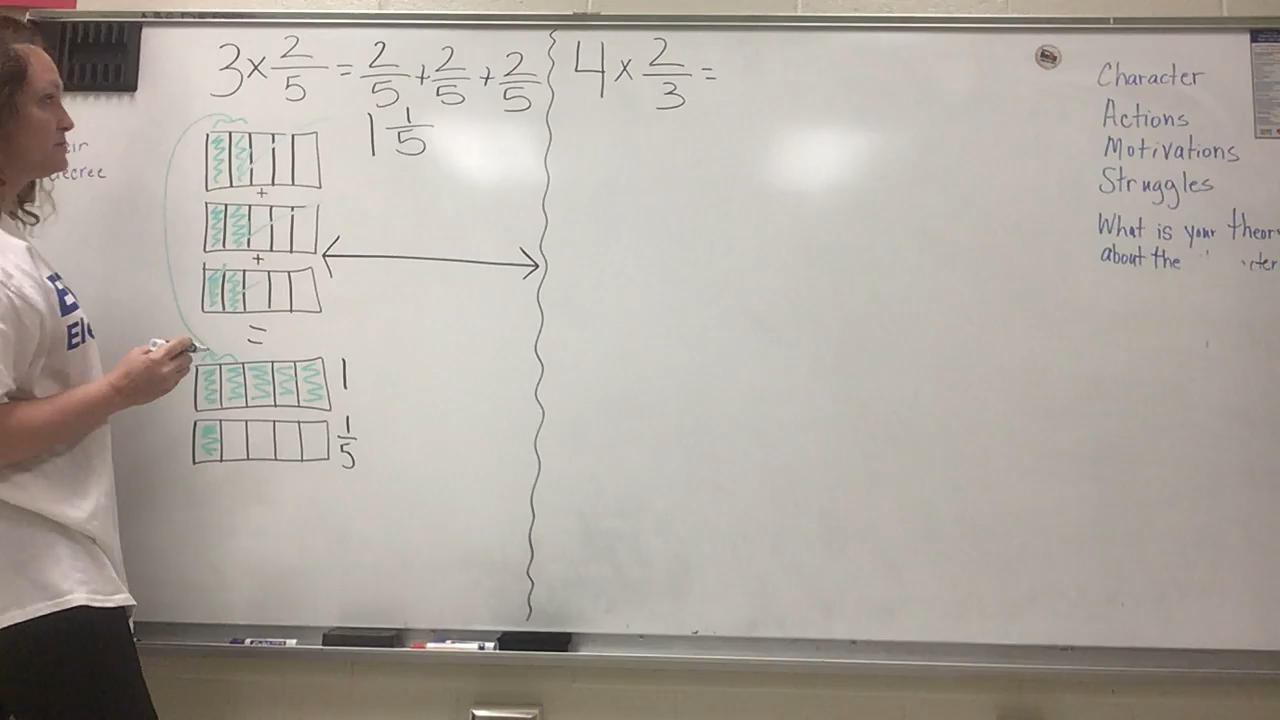 3 × 2/5 = 2/5 + 2/5 + 2/5
1 1/5
+
+
=
1
1/5
4 × 2/3 =
Character
Actions
Motivations
Struggles
What is your theory
about the